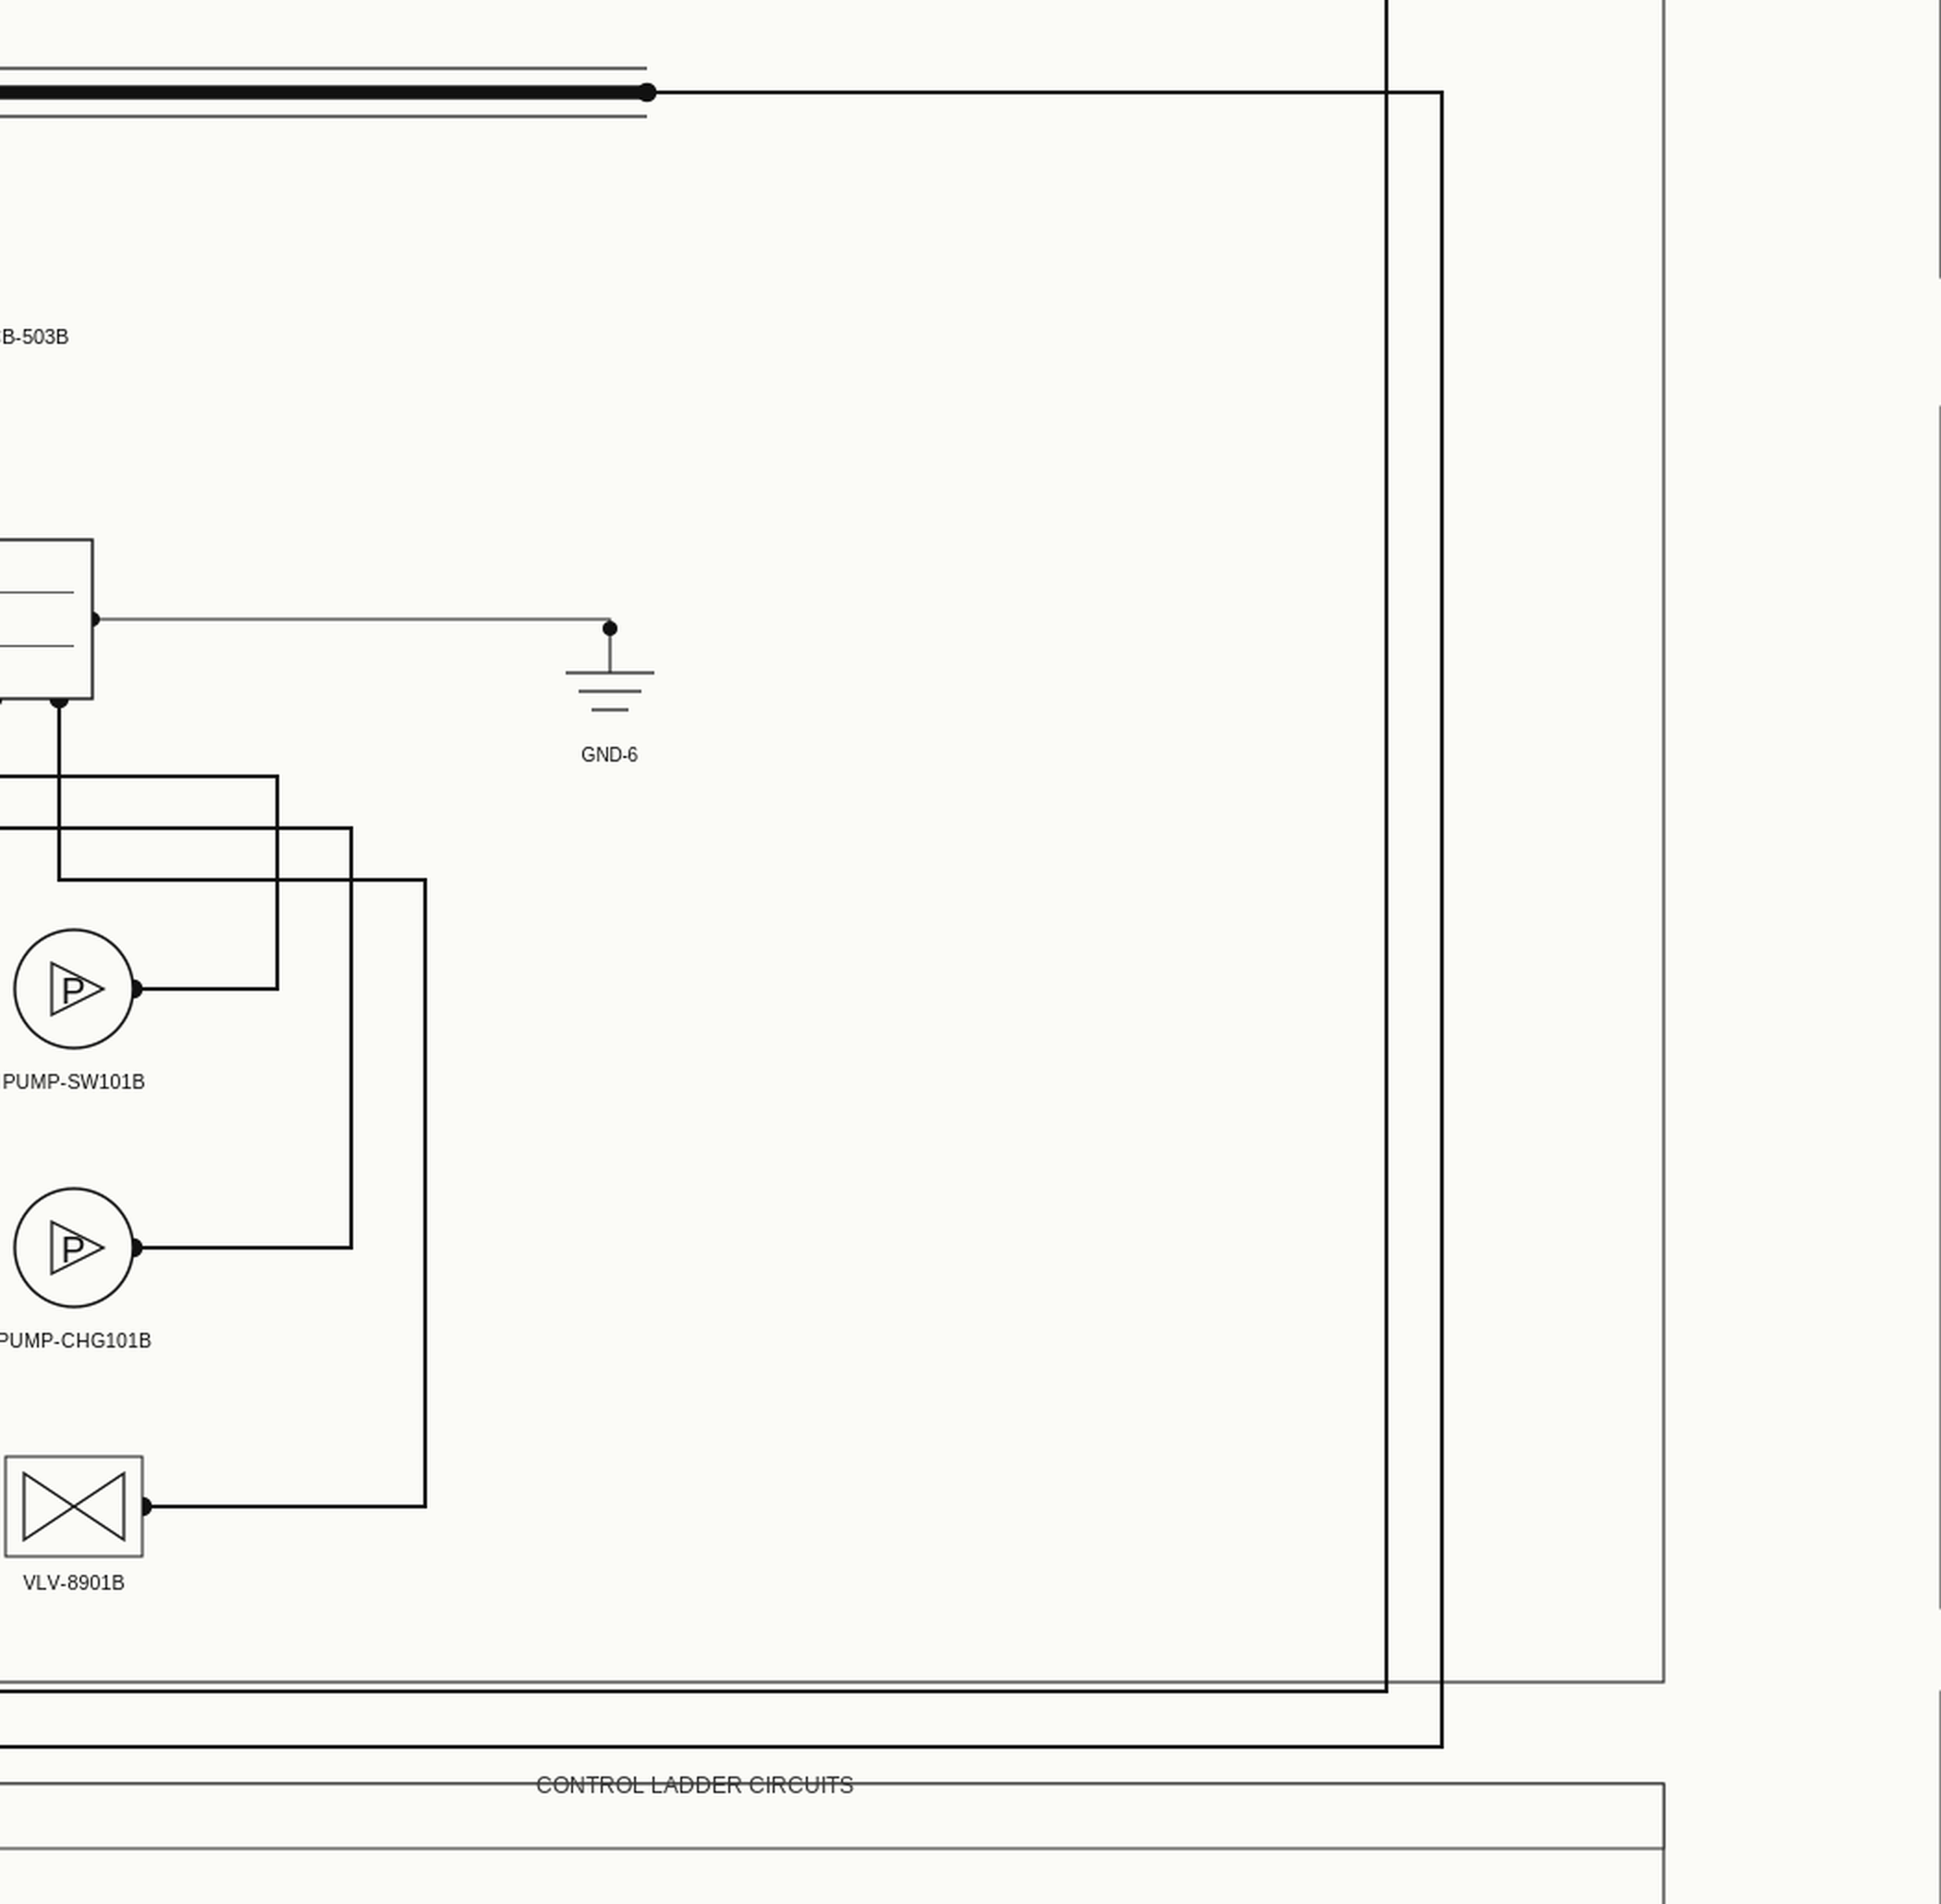 B-503B
GND-6
P
PUMP-SW101B
P
PUMP-CHG101B
VLV-8901B
CONTROL LADDER CIRCUITS